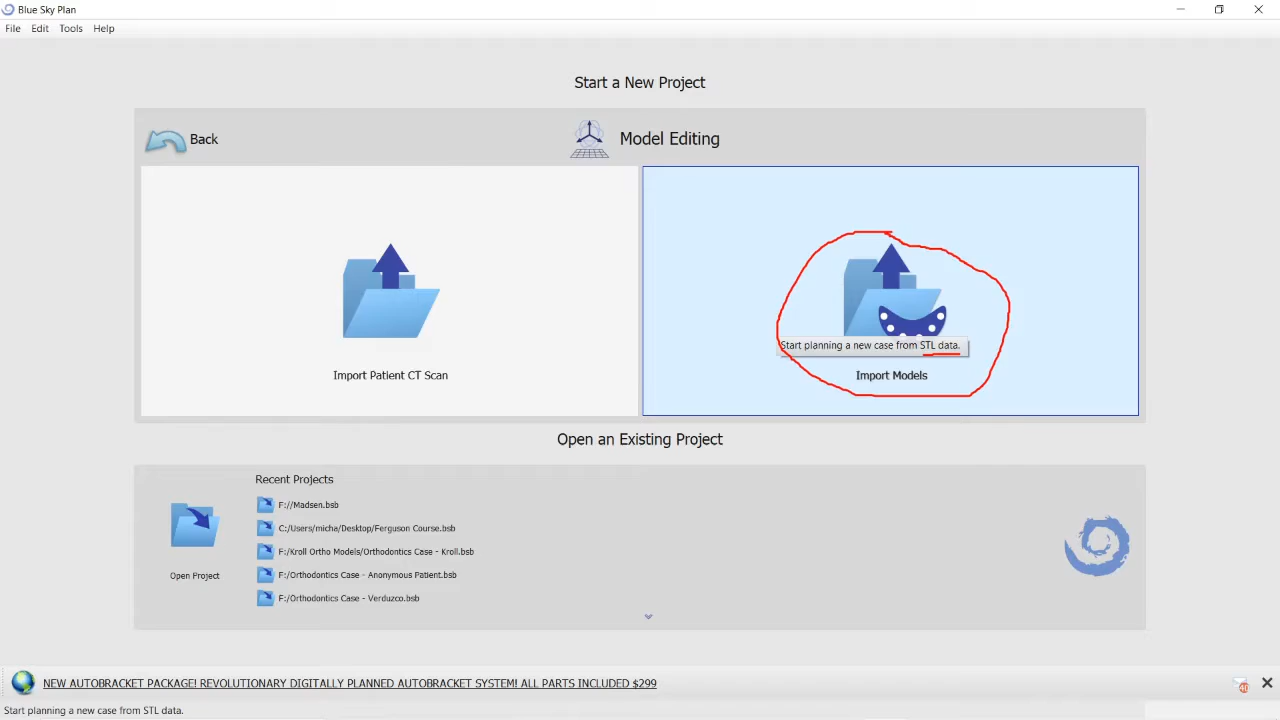 Blue Sky Plan
File Edit Tools Help
Start a New Project
Back
Model Editing
Start planning a new case from STL data.
Import Patient CT Scan
Import Models
Open an Existing Project
Recent Projects
F://Madsen.bsb
C:/Users/micha/Desktop/Ferguson Course.bsb
F:/Kroll Ortho Models/Orthodontics Case - Kroll.bsb
F:/Orthodontics Case - Anonymous Patient.bsb
F:/Orthodontics Case - Verduzco.bsb
Open Project
NEW AUTOBRACKET PACKAGE! REVOLUTIONARY DIGITALLY PLANNED AUTOBRACKET SYSTEM! ALL PARTS INCLUDED $299
Start planning a new case from STL data.